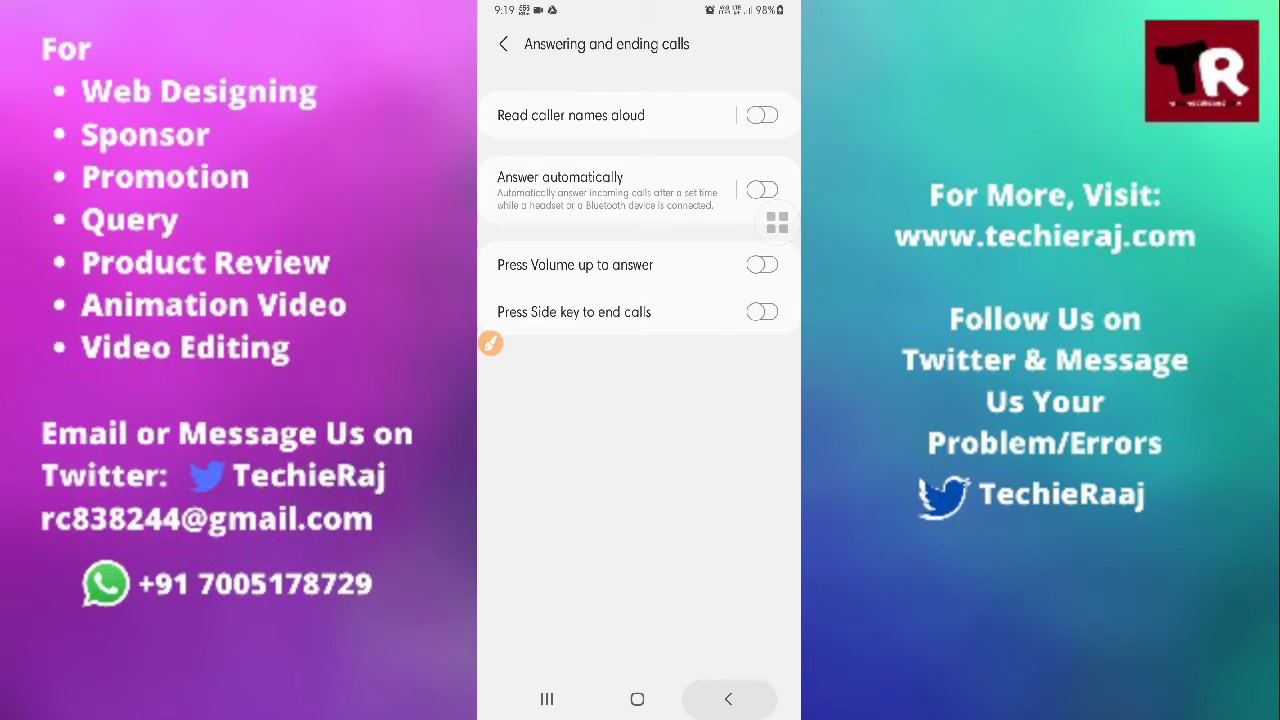 For
• Web Designing
• Sponsor
• Promotion
• Query
• Product Review
• Animation Video
• Video Editing
Email or Message Us on
Twitter: TechieRaj
rc838244@gmail.com
+91 7005178729
9:19
98%
Answering and ending calls
Read caller names aloud
Answer automatically
Automatically answer incoming calls after a set time
while a headset or a Bluetooth device is connected.
Press Volume up to answer
Press Side key to end calls
TR
For More, Visit:
www.techieraj.com
Follow Us on
Twitter & Message
Us Your
Problem/Errors
TechieRaaj